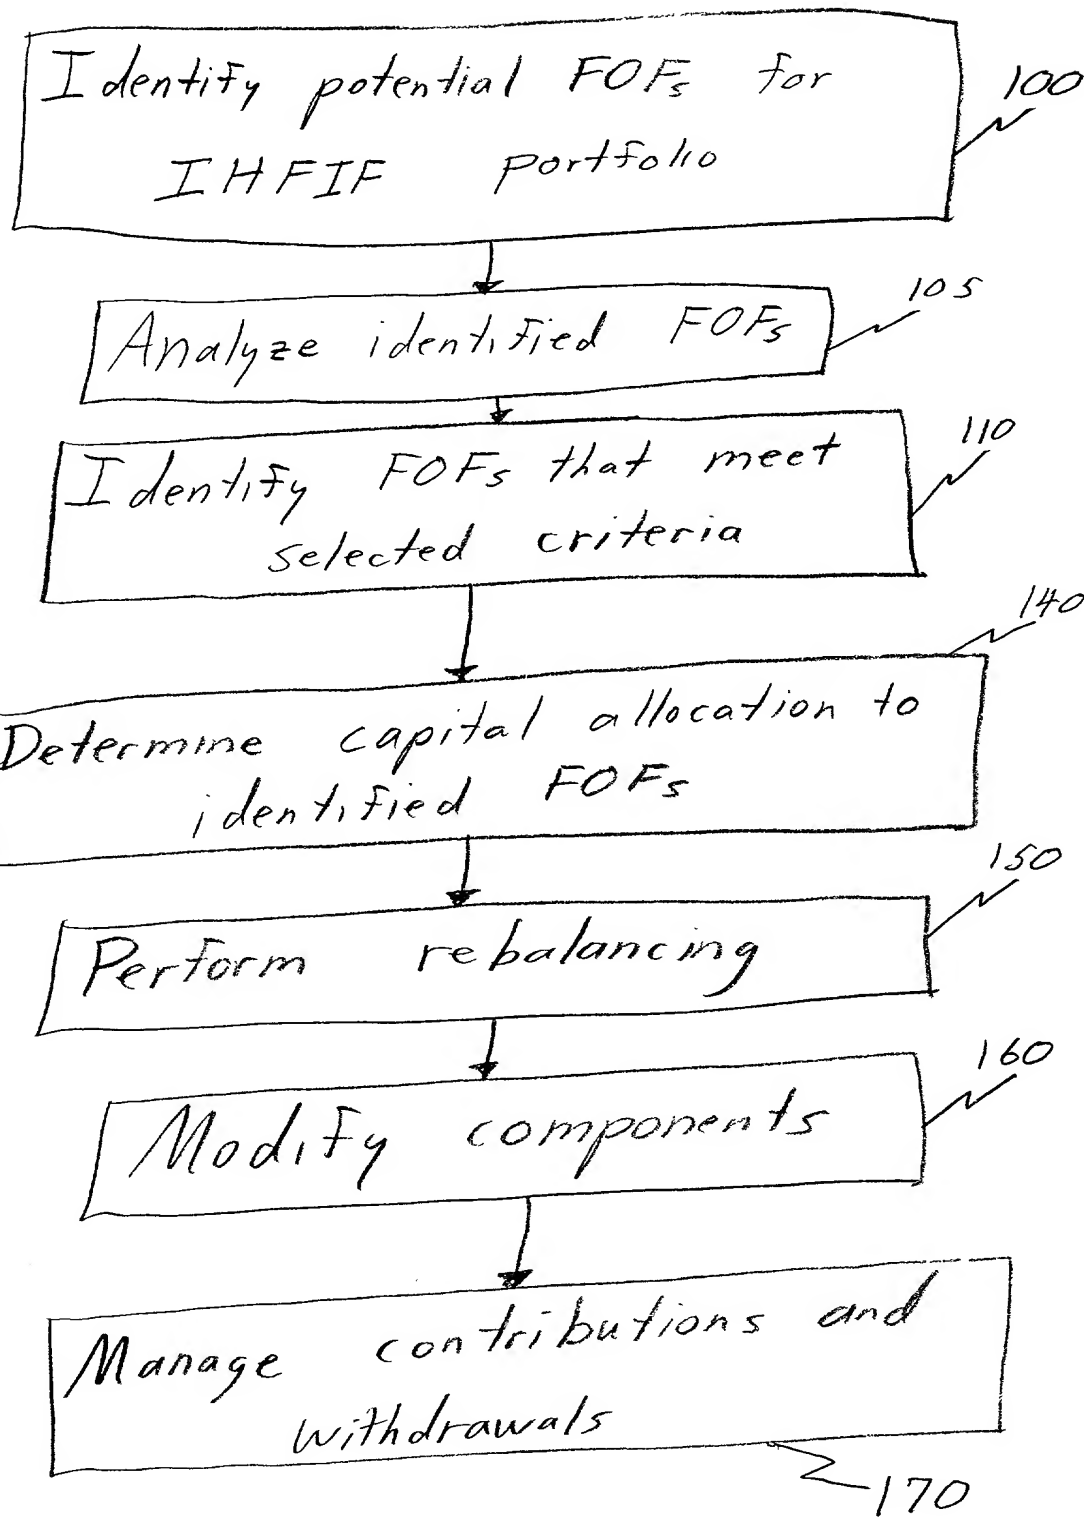 Identify potential FOFs for
IHFIF portfolio
100
Analyze identified FOFs
105
Identify FOFs that meet
selected criteria
110
140
Determine capital allocation to
identified FOFs
150
Perform rebalancing
160
Modify components
Manage contributions and
withdrawals
170